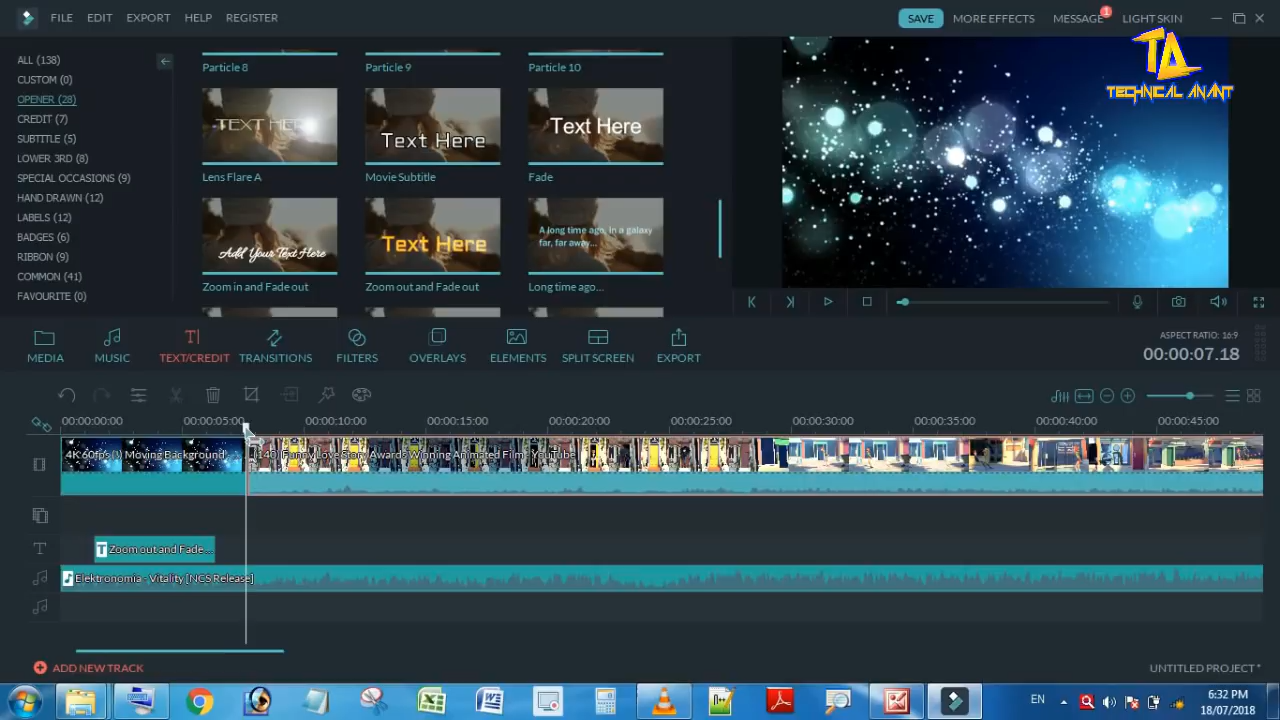 FILE EDIT EXPORT HELP REGISTER
SAVE MORE EFFECTS MESSAGE 1 LIGHT SKIN
ALL (138)
CUSTOM (0)
OPENER (28)
CREDIT (7)
SUBTITLE (5)
LOWER 3RD (8)
SPECIAL OCCASIONS (9)
HAND DRAWN (12)
LABELS (12)
BADGES (6)
RIBBON (9)
COMMON (41)
FAVOURITE (0)
Particle 8 Particle 9 Particle 10
TEXT HER Text Here Text Here
Lens Flare A Movie Subtitle Fade
Add Your Text Here Text Here A long time ago, in a galaxy
far, far away...
Zoom in and Fade out Zoom out and Fade out Long time ago...
TA
TECHNICAL ANANT
MEDIA MUSIC TEXT/CREDIT TRANSITIONS FILTERS OVERLAYS ELEMENTS SPLIT SCREEN EXPORT
ASPECT RATIO: 16:9
00:00:07.18
00:00:00:00 00:00:05:00 00:00:10:00 00:00:15:00 00:00:20:00 00:00:25:00 00:00:30:00 00:00:35:00 00:00:40:00 00:00:45:00
4K 60fps (!) Moving Background... (140) Funny Love Story Awards Winning Animated Film - YouTube
T Zoom out and Fade...
Elektronomia - Vitality [NCS Release]
ADD NEW TRACK UNTITLED PROJECT *
EN 6:32 PM
18/07/2018